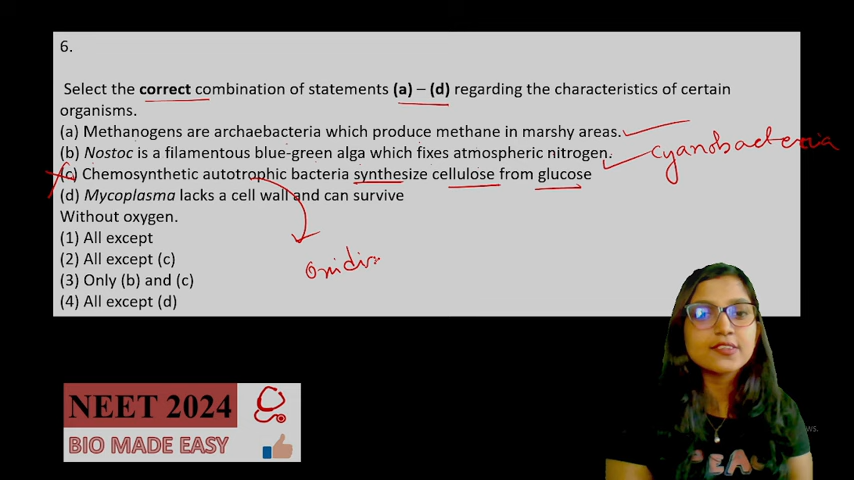 6.
Select the correct combination of statements (a) – (d) regarding the characteristics of certain
organisms.
(a) Methanogens are archaebacteria which produce methane in marshy areas.
(b) Nostoc is a filamentous blue-green alga which fixes atmospheric nitrogen.
cyanobacteria
(c) Chemosynthetic autotrophic bacteria synthesize cellulose from glucose
(d) Mycoplasma lacks a cell wall and can survive
Without oxygen.
(1) All except
(2) All except (c)
(3) Only (b) and (c)
(4) All except (d)
NEET 2024
BIO MADE EASY
PEA